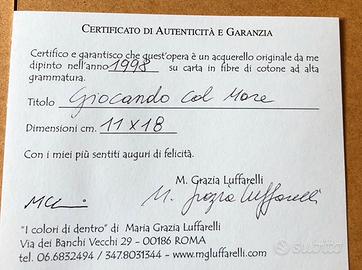 CERTIFICATO DI AUTENTICITÀ E GARANZIA
Certifico e garantisco che quest'opera è un acquerello originale da me
dipinto nell'anno 1998 su carta in fibre di cotone ad alta
grammatura.
Titolo Giocando col Mare
Dimensioni cm. 11 x 18
Con i miei più sentiti auguri di felicità.
M. Grazia Luffarelli
M. Grazia Luffarelli
"I colori di dentro" di Maria Grazia Luffarelli
Via dei Banchi Vecchi 29 - 00186 ROMA
tel. 06.6832494 / 347.8031344 - www.mgluffarelli.com
subito